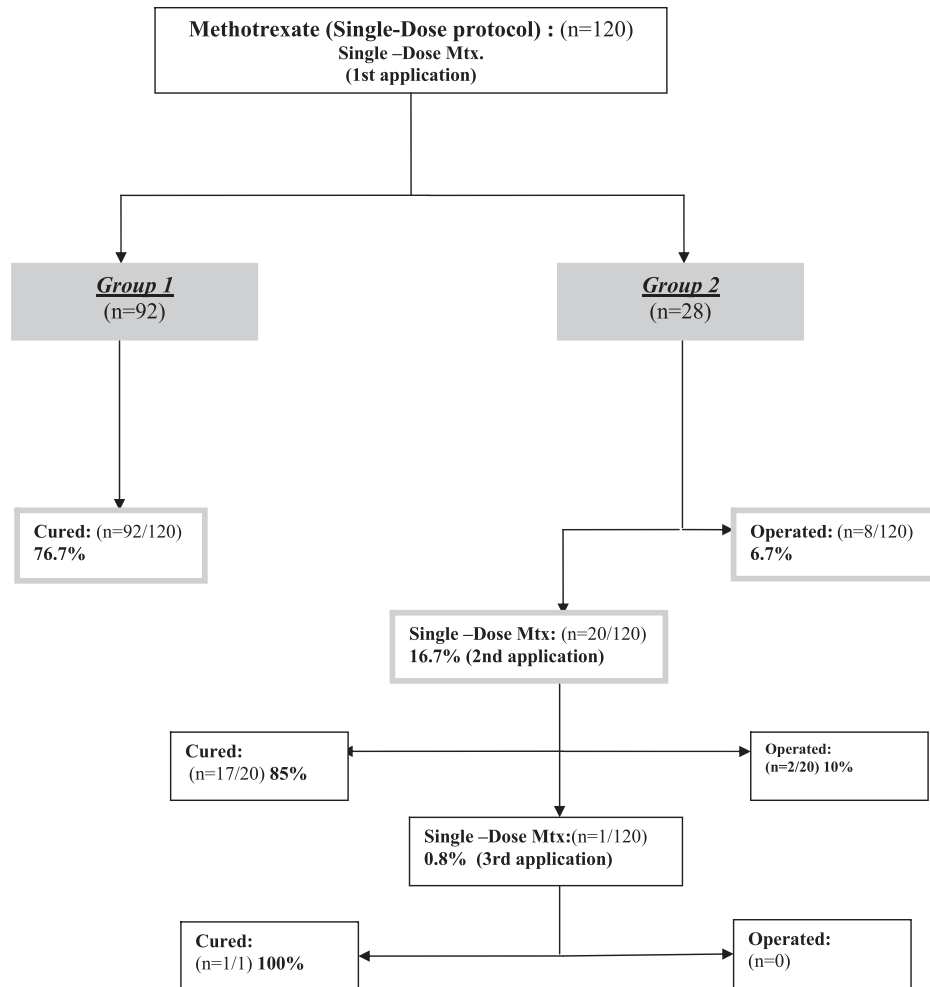 Methotrexate (Single-Dose protocol) : (n=120)
Single –Dose Mtx.
(1st application)
Group 1
(n=92)
Group 2
(n=28)
Cured: (n=92/120)
76.7%
Operated: (n=8/120)
6.7%
Single –Dose Mtx: (n=20/120)
16.7% (2nd application)
Cured:
(n=17/20) 85%
Operated:
(n=2/20) 10%
Single –Dose Mtx:(n=1/120)
0.8% (3rd application)
Cured:
(n=1/1) 100%
Operated:
(n=0)